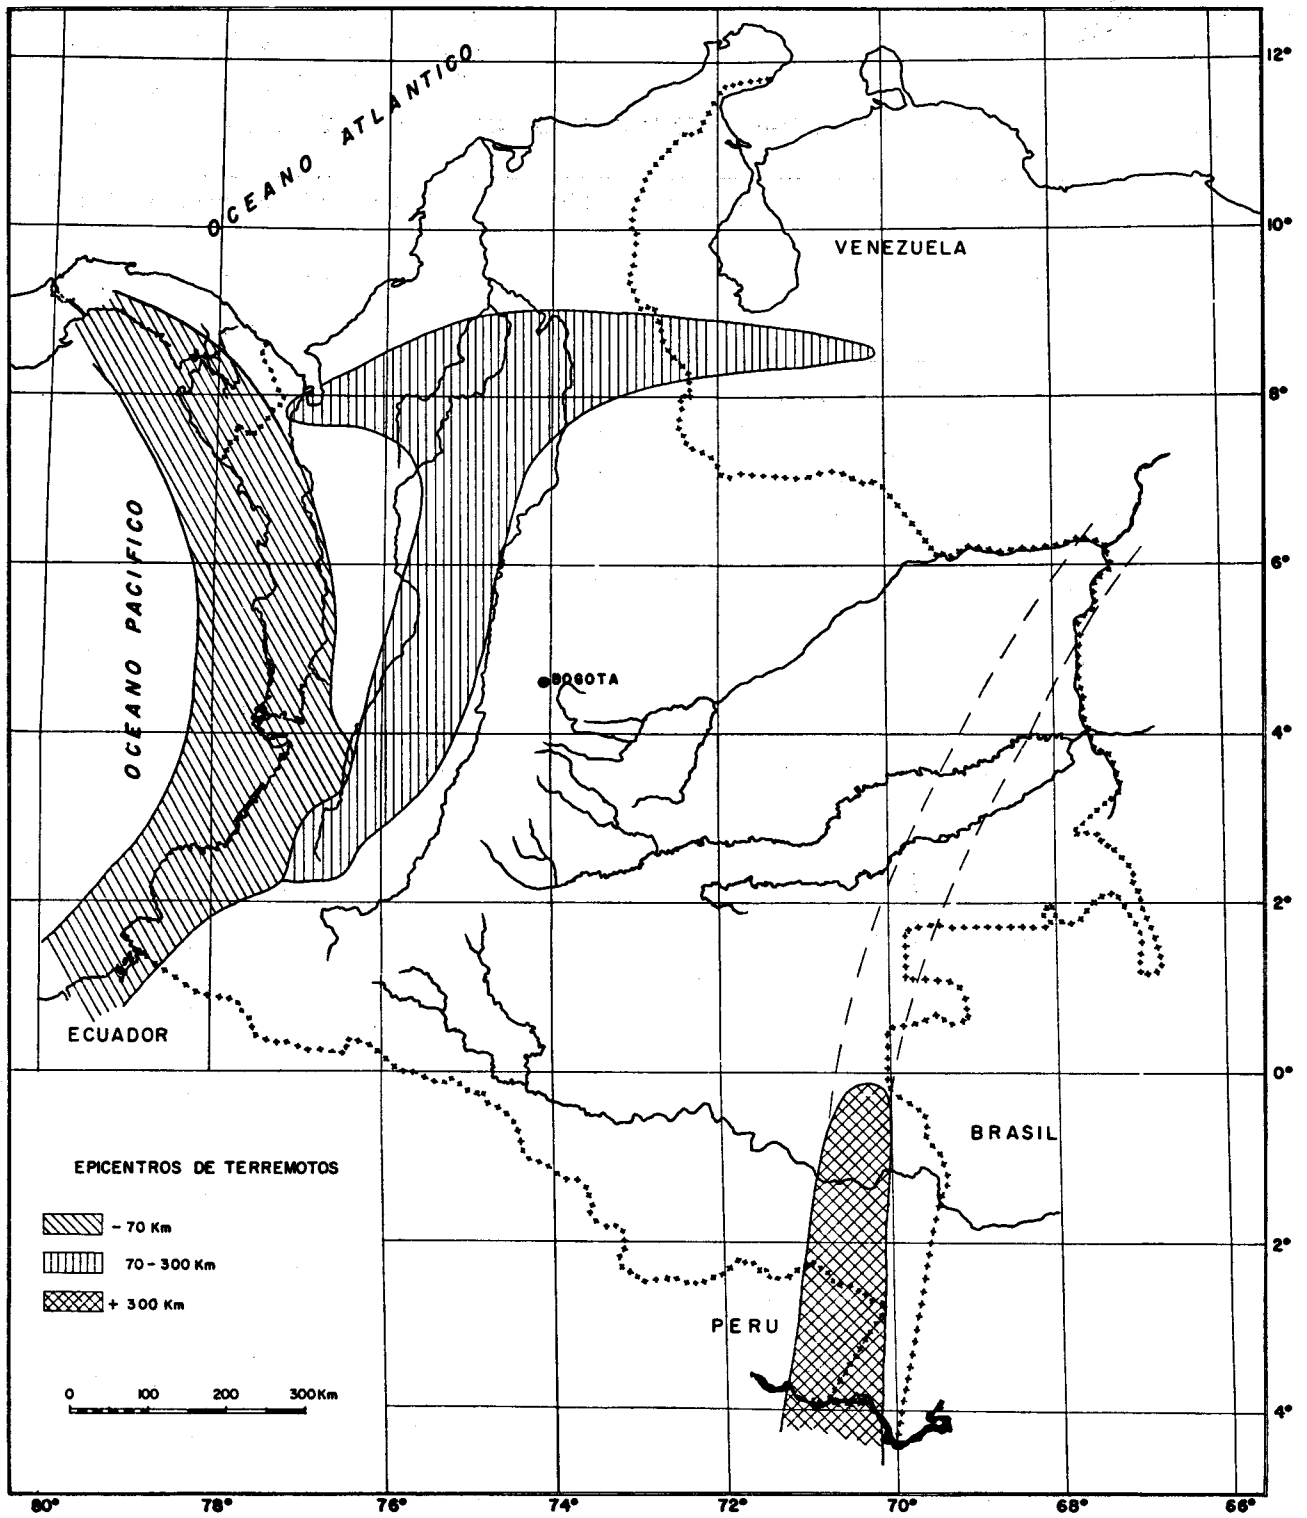 OCEANO ATLANTICO
12°
10°
VENEZUELA
8°
OCEANO PACIFICO
6°
BOGOTA
4°
2°
ECUADOR
0°
BRASIL
EPICENTROS DE TERREMOTOS
- 70 Km
70 - 300 Km
+ 300 Km
2°
PERU
0 100 200 300 Km
4°
80° 78° 76° 74° 72° 70° 68° 66°